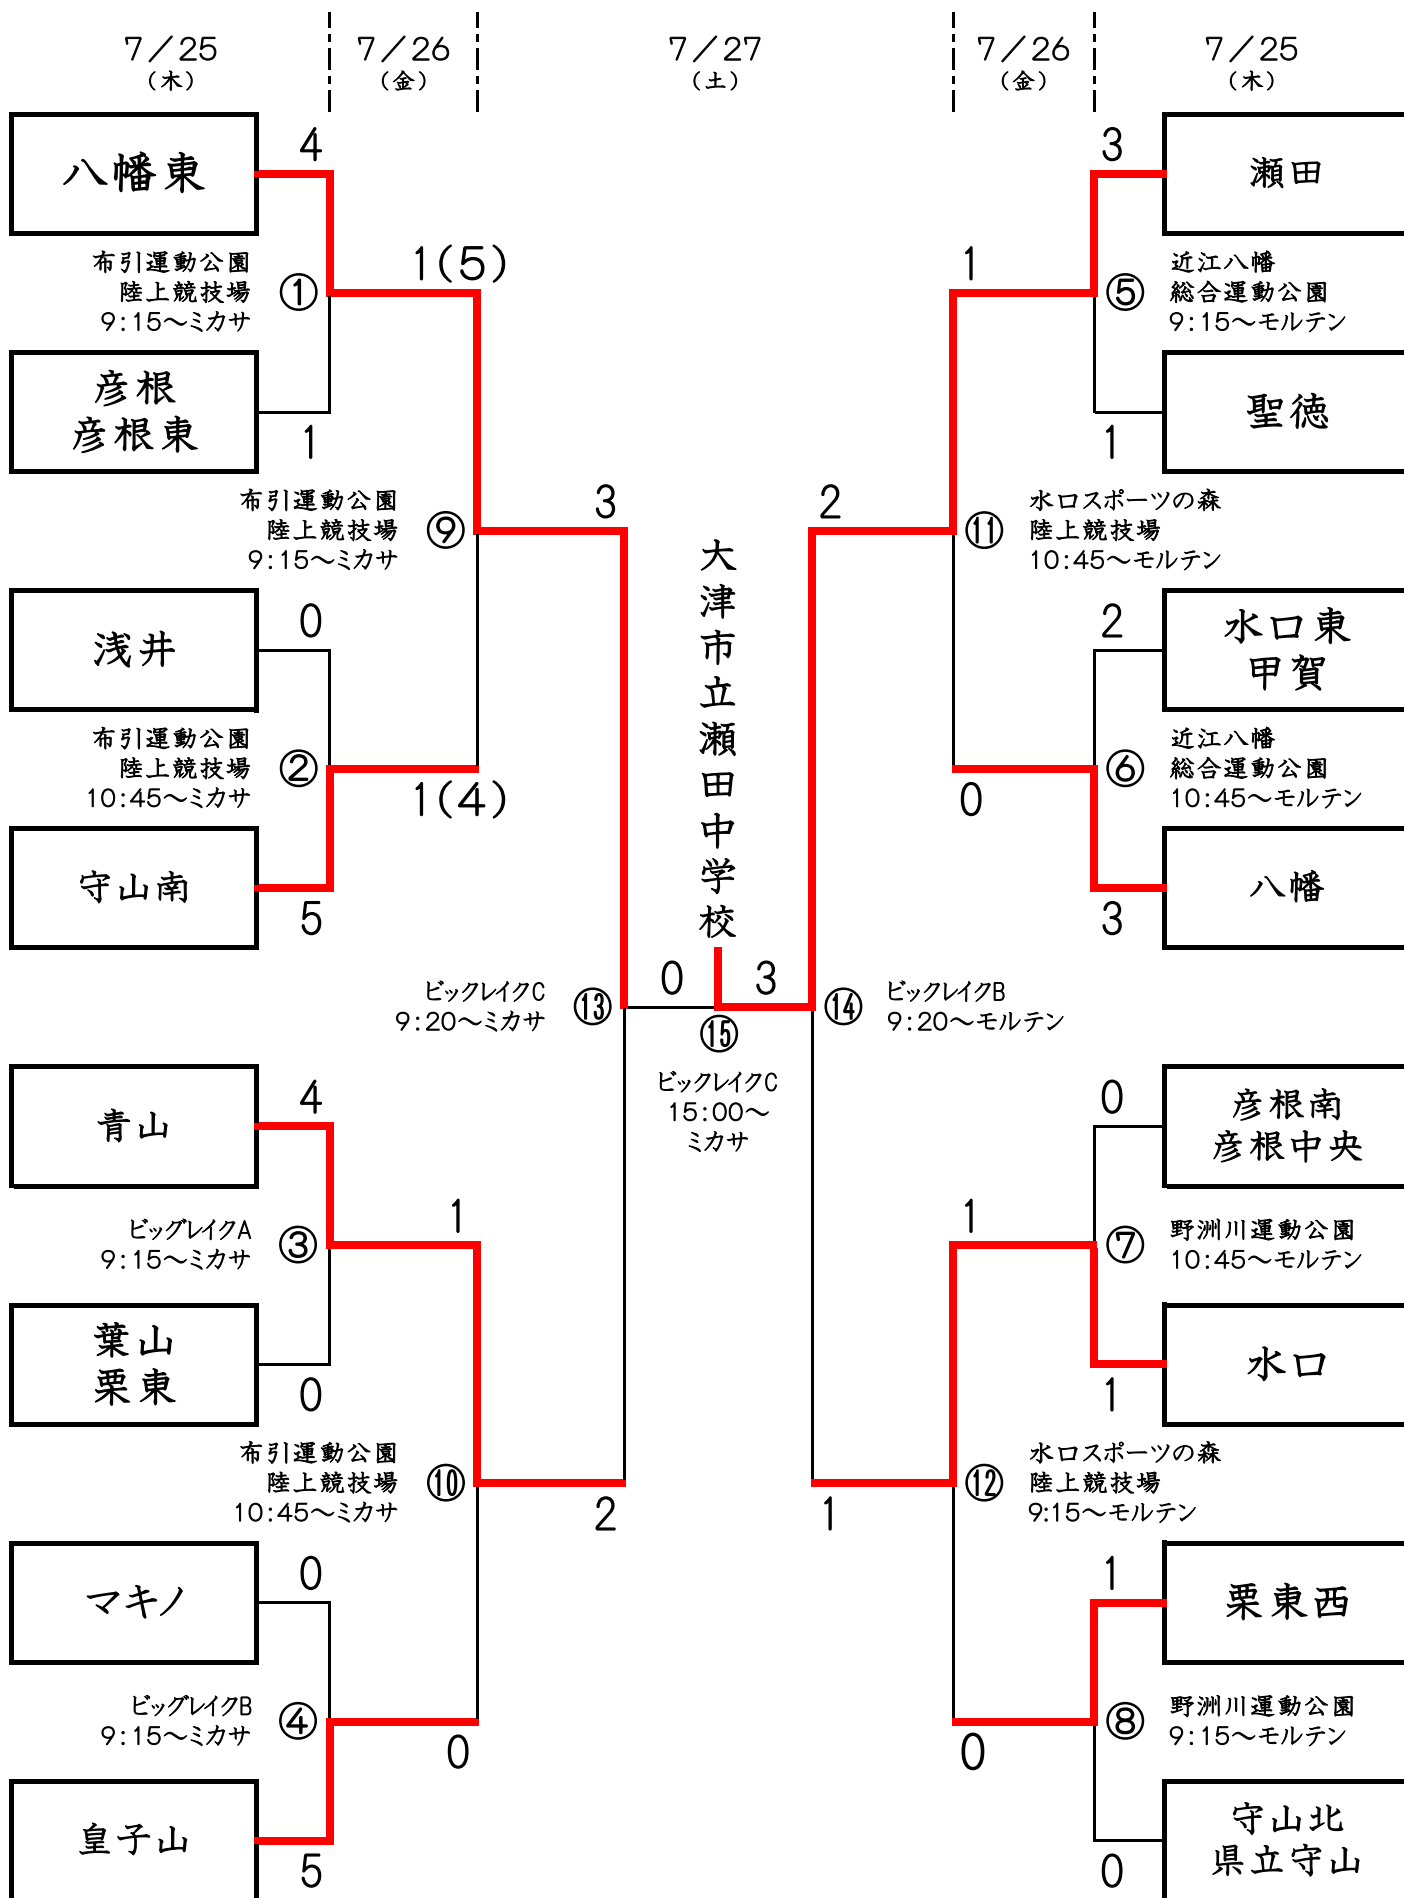 7/25
(木)
7/26
(金)
7/27
(土)
7/26
(金)
7/25
(木)
八幡東
4
布引運動公園
陸上競技場
9:15～ミカサ
①
彦根
彦根東
1
1(5)
布引運動公園
陸上競技場
9:15～ミカサ
⑨
浅井
0
布引運動公園
陸上競技場
10:45～ミカサ
②
守山南
5
1(4)
3
ビックレイクC
9:20～ミカサ
⑬
青山
4
ビッグレイクA
9:15～ミカサ
③
葉山
栗東
0
1
布引運動公園
陸上競技場
10:45～ミカサ
⑩
2
マキノ
0
ビッグレイクB
9:15～ミカサ
④
皇子山
5
0
大津市立瀬田中学校
0
3
⑮
ビックレイクC
15:00～
ミカサ
瀬田
3
⑤
近江八幡
総合運動公園
9:15～モルテン
聖徳
1
1
2
⑪
水口スポーツの森
陸上競技場
10:45～モルテン
水口東
甲賀
2
⑥
近江八幡
総合運動公園
10:45～モルテン
八幡
3
0
⑭
ビックレイクB
9:20～モルテン
彦根南
彦根中央
0
⑦
野洲川運動公園
10:45～モルテン
水口
1
1
⑫
水口スポーツの森
陸上競技場
9:15～モルテン
1
栗東西
1
⑧
野洲川運動公園
9:15～モルテン
守山北
県立守山
0
0